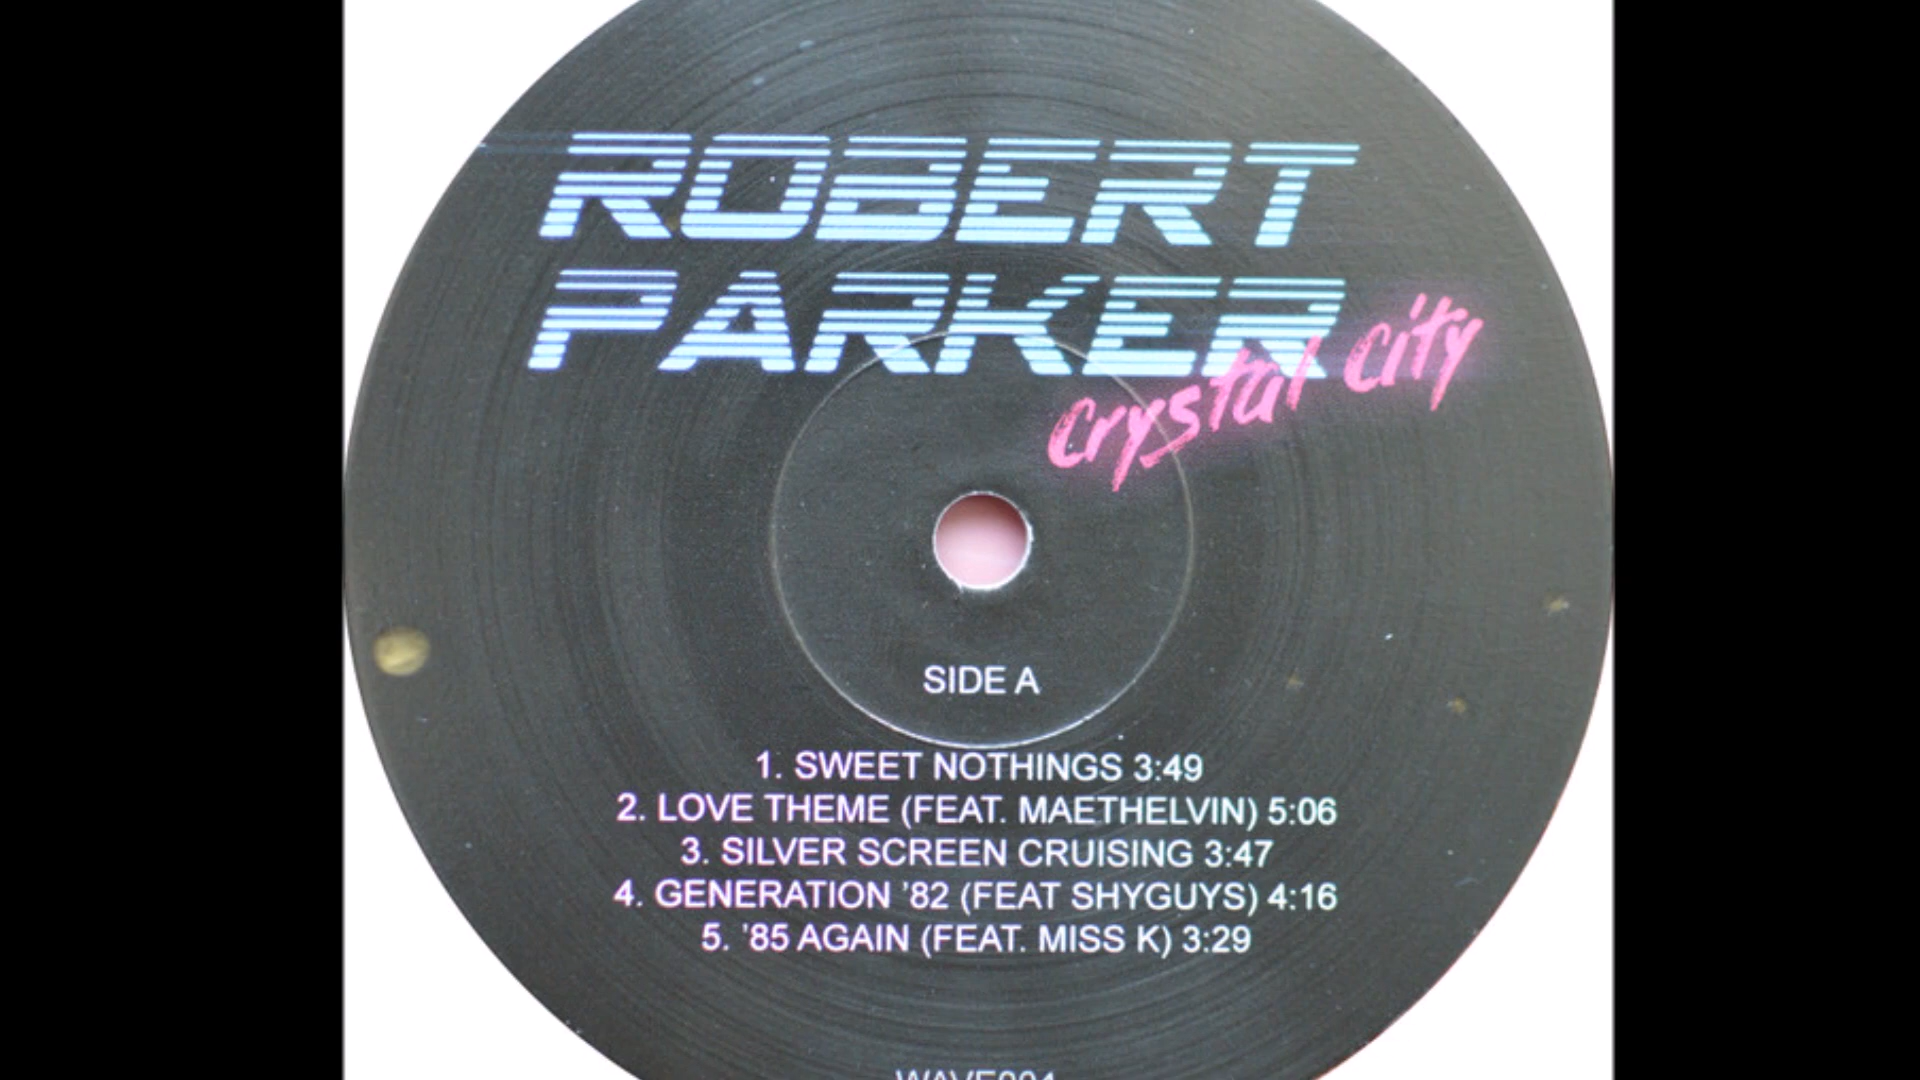 ROBERT
PARKER
Crystal City
SIDE A
1. SWEET NOTHINGS 3:49
2. LOVE THEME (FEAT. MAETHELVIN) 5:06
3. SILVER SCREEN CRUISING 3:47
4. GENERATION '82 (FEAT SHYGUYS) 4:16
5. '85 AGAIN (FEAT. MISS K) 3:29